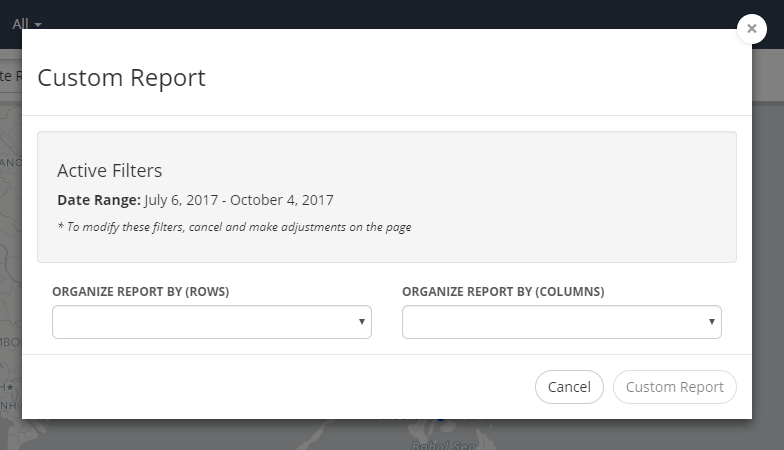 All
te R
Custom Report
Active Filters
Date Range: July 6, 2017 - October 4, 2017
* To modify these filters, cancel and make adjustments on the page
ORGANIZE REPORT BY (ROWS)
ORGANIZE REPORT BY (COLUMNS)
Cancel
Custom Report
Bohol Sea